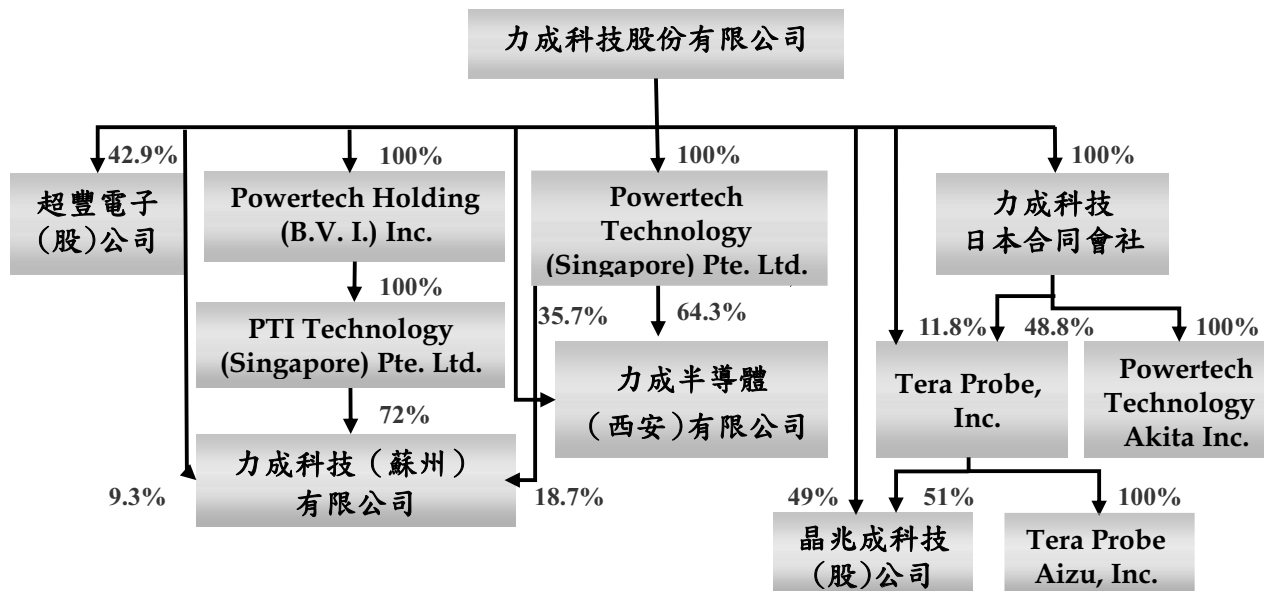 力成科技股份有限公司
42.9%
100%
100%
100%
超豐電子
(股)公司
Powertech Holding
(B.V. I.) Inc.
Powertech
Technology
(Singapore) Pte. Ltd.
力成科技
日本合同會社
100%
35.7%
64.3%
11.8%
48.8%
100%
PTI Technology
(Singapore) Pte. Ltd.
力成半導體
（西安）有限公司
Tera Probe,
Inc.
Powertech
Technology
Akita Inc.
72%
力成科技（蘇州）
有限公司
9.3%
18.7%
49%
51%
100%
晶兆成科技
(股)公司
Tera Probe
Aizu, Inc.